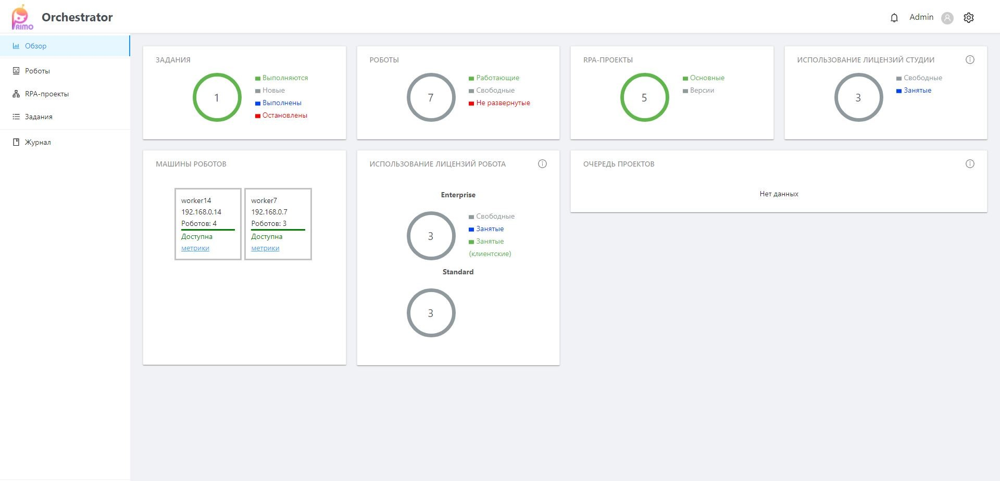 PRIMO
Orchestrator
Admin
Обзор
Роботы
RPA-проекты
Задания
Журнал
ЗАДАНИЯ
1
Выполняются
Новые
Выполнены
Остановлены
РОБОТЫ
7
Работающие
Свободные
Не развернутые
RPA-ПРОЕКТЫ
5
Основные
Версии
ИСПОЛЬЗОВАНИЕ ЛИЦЕНЗИЙ СТУДИИ
3
Свободные
Занятые
МАШИНЫ РОБОТОВ
worker14
192.168.0.14
Роботов: 4
Доступна
метрики
worker7
192.168.0.7
Роботов: 3
Доступна
метрики
ИСПОЛЬЗОВАНИЕ ЛИЦЕНЗИЙ РОБОТА
Enterprise
3
Свободные
Занятые
Занятые
(клиентские)
Standard
3
ОЧЕРЕДЬ ПРОЕКТОВ
Нет данных